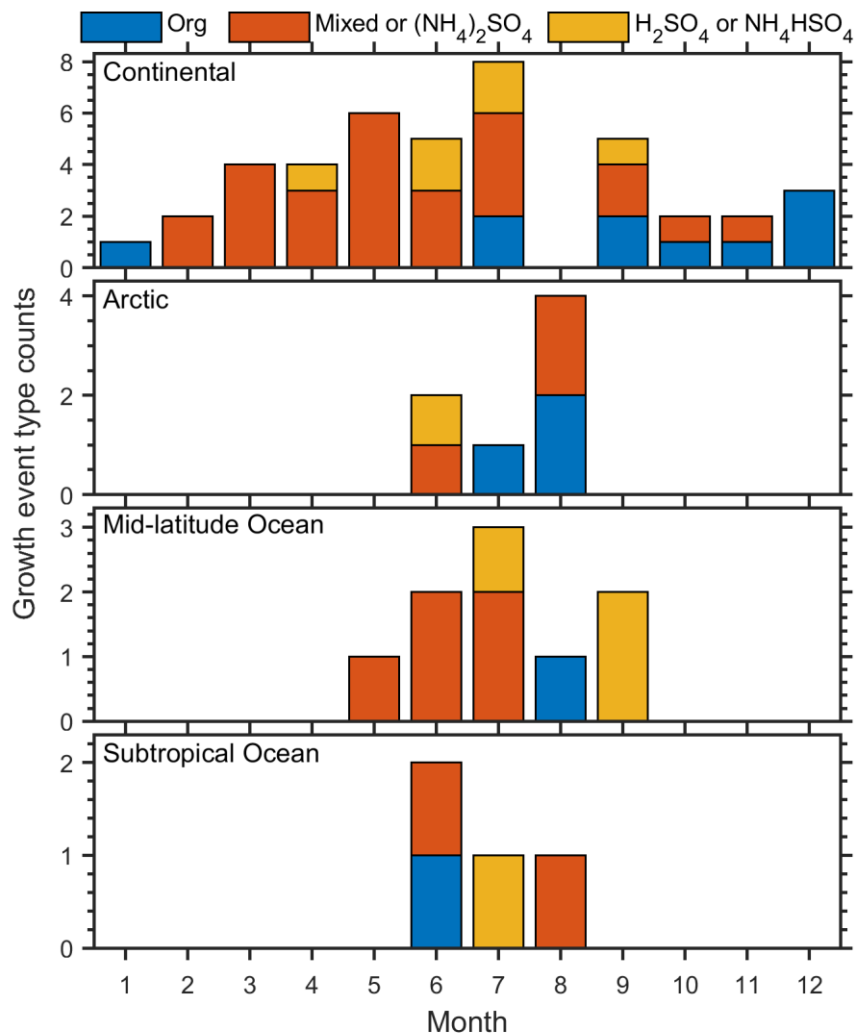 Org Mixed or (NH₄)₂SO₄ H₂SO₄ or NH₄HSO₄
Continental
8
6
4
2
0
Arctic
4
2
0
Mid-latitude Ocean
3
2
1
0
Subtropical Ocean
2
1
0
1 2 3 4 5 6 7 8 9 10 11 12
Month
Growth event type counts